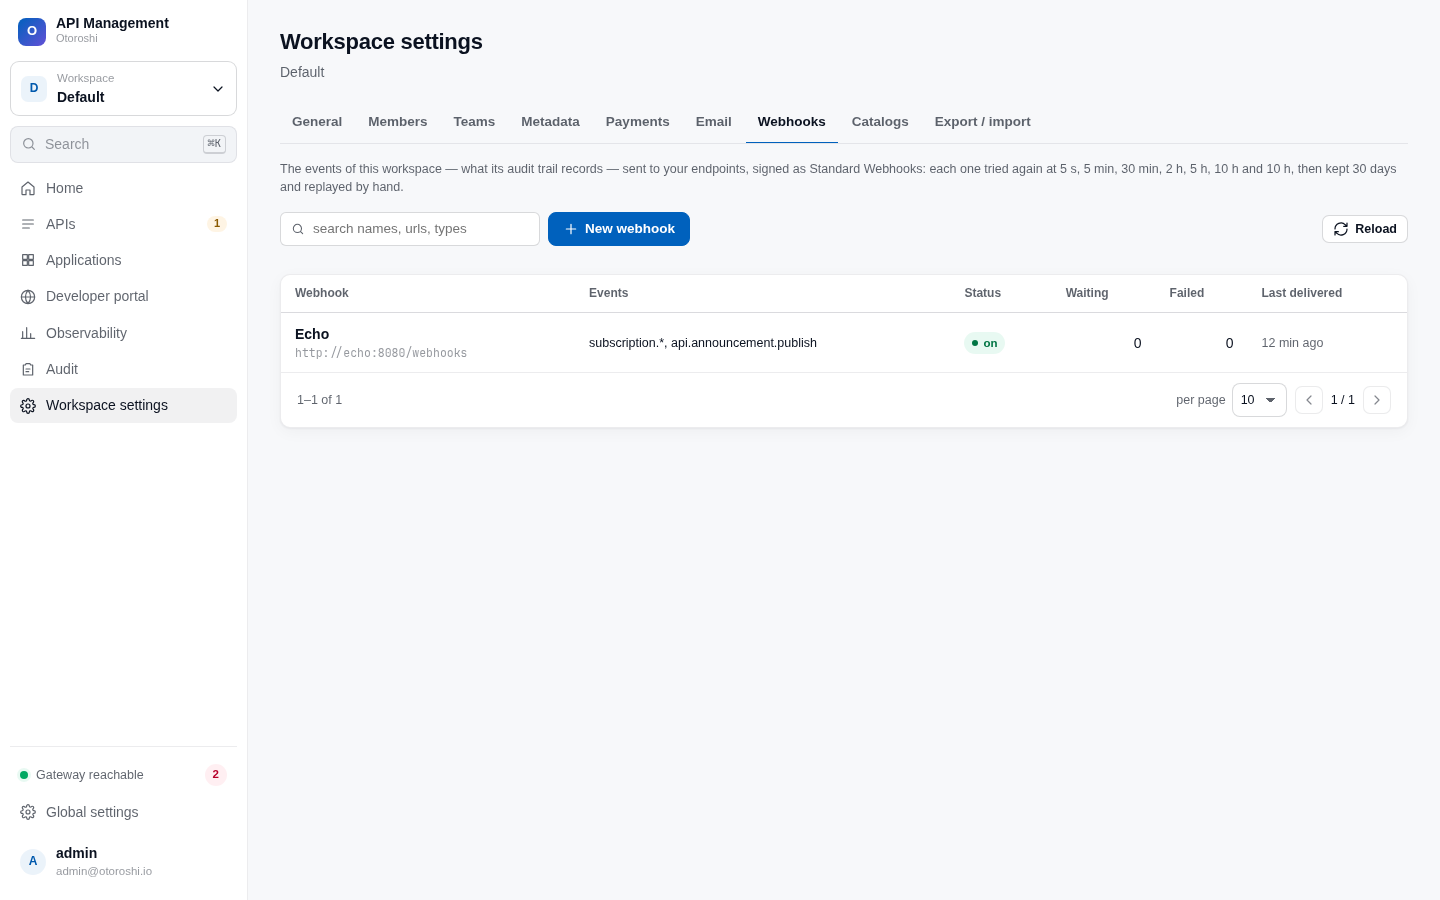 O
API Management
Otoroshi
D
Workspace
Default
Search
⌘K
Home
APIs
1
Applications
Developer portal
Observability
Audit
Workspace settings
Gateway reachable
2
Global settings
A
admin
admin@otoroshi.io
Workspace settings
Default
General
Members
Teams
Metadata
Payments
Email
Webhooks
Catalogs
Export / import
The events of this workspace — what its audit trail records — sent to your endpoints, signed as Standard Webhooks: each one tried again at 5 s, 5 min, 30 min, 2 h, 5 h, 10 h and 10 h, then kept 30 days
and replayed by hand.
search names, urls, types
New webhook
Reload
Webhook Events Status Waiting Failed Last delivered
Echo
http://echo:8080/webhooks
subscription.*, api.announcement.publish
on
0
0
12 min ago
1–1 of 1
per page
10
1 / 1